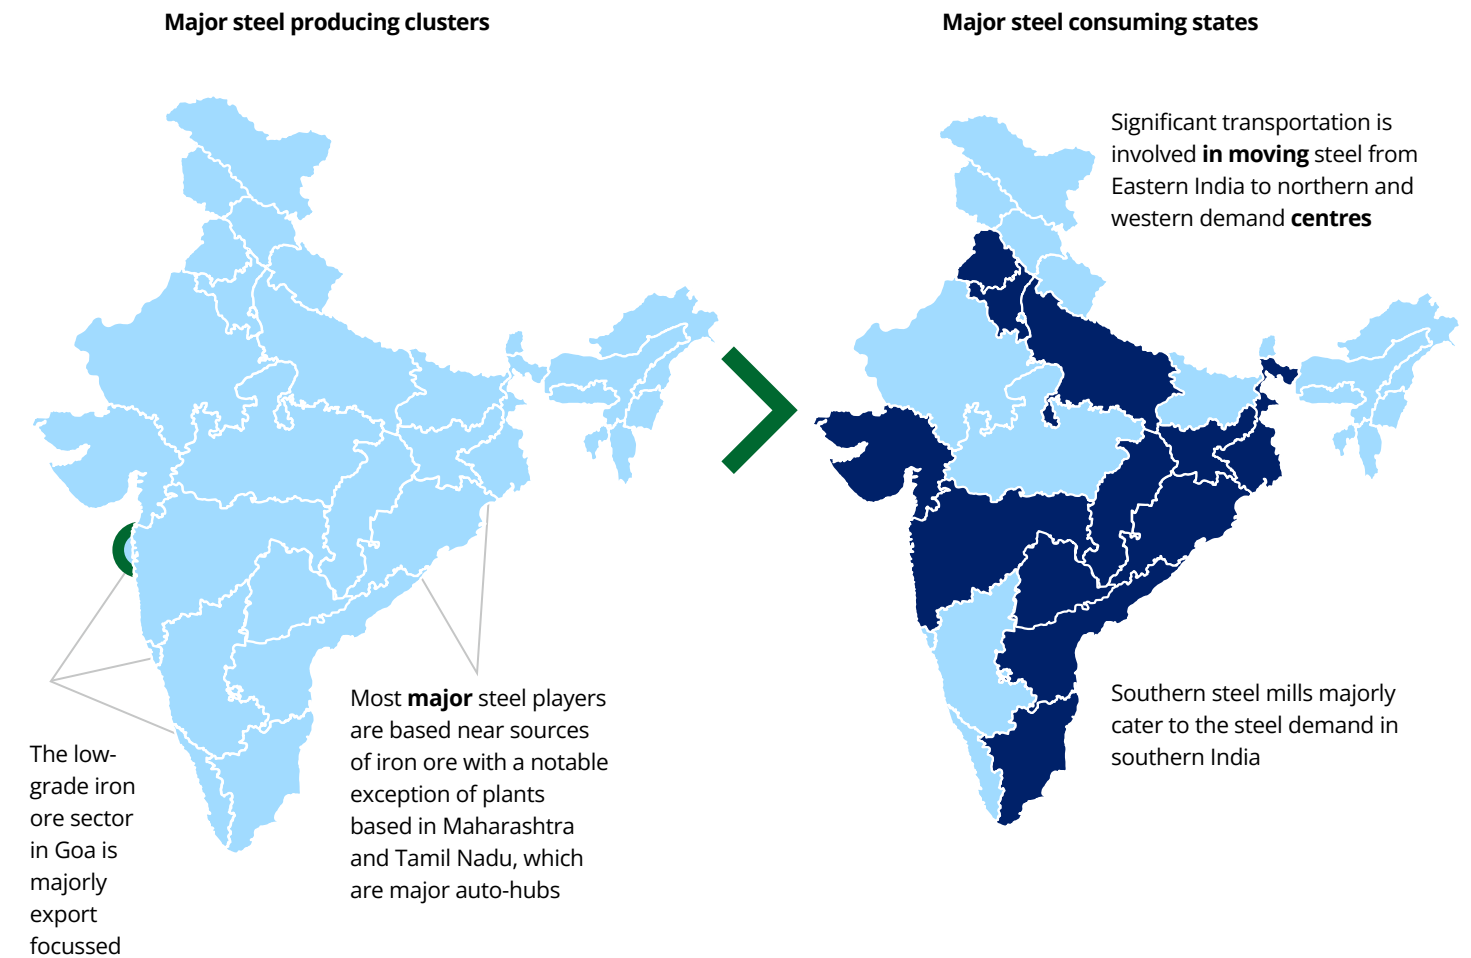 Major steel producing clusters
Major steel consuming states
Significant transportation is
involved in moving steel from
Eastern India to northern and
western demand centres
Most major steel players
are based near sources
of iron ore with a notable
exception of plants
based in Maharashtra
and Tamil Nadu, which
are major auto-hubs
Southern steel mills majorly
cater to the steel demand in
southern India
The low-
grade iron
ore sector
in Goa is
majorly
export
focussed